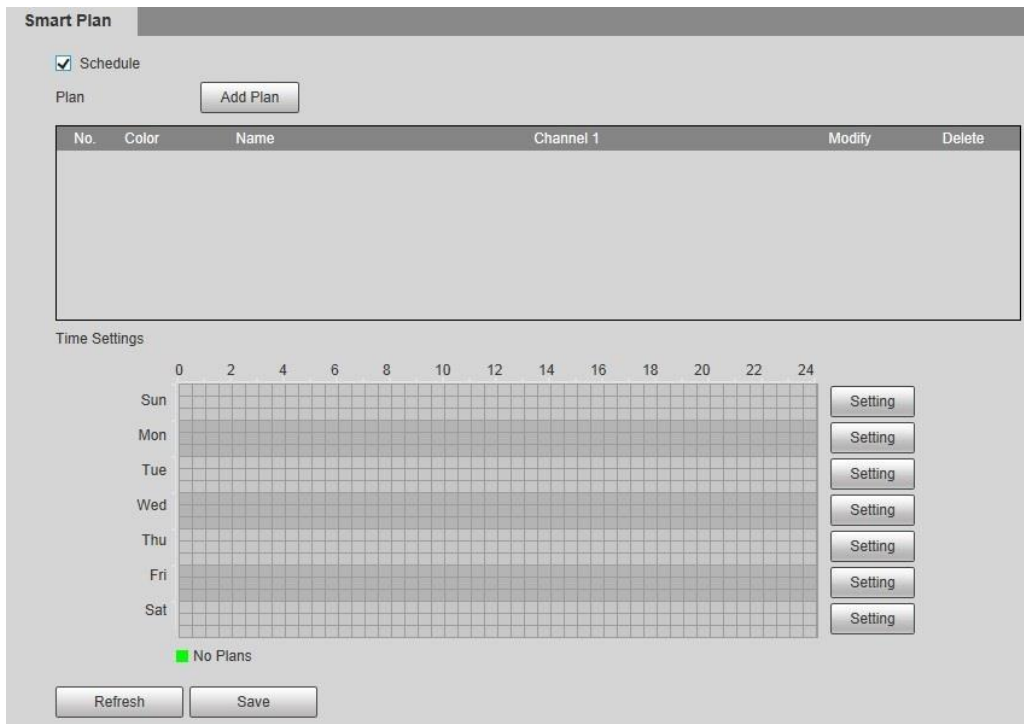 Smart Plan
Schedule
Plan Add Plan
No. Color Name Channel 1 Modify Delete
Time Settings
0 2 4 6 8 10 12 14 16 18 20 22 24
Sun Setting
Mon Setting
Tue Setting
Wed Setting
Thu Setting
Fri Setting
Sat Setting
No Plans
Refresh Save